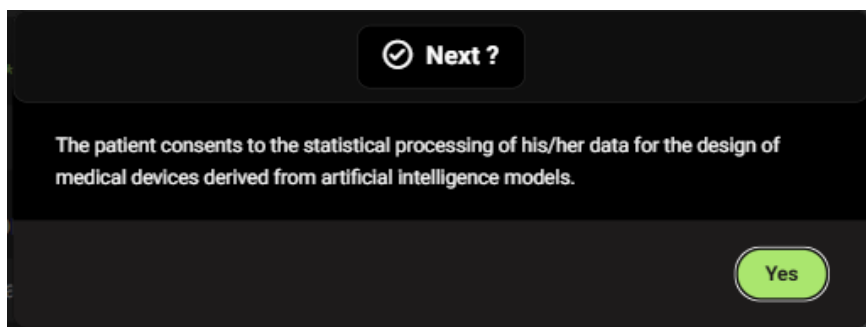 Next ?
The patient consents to the statistical processing of his/her data for the design of
medical devices derived from artificial intelligence models.
Yes